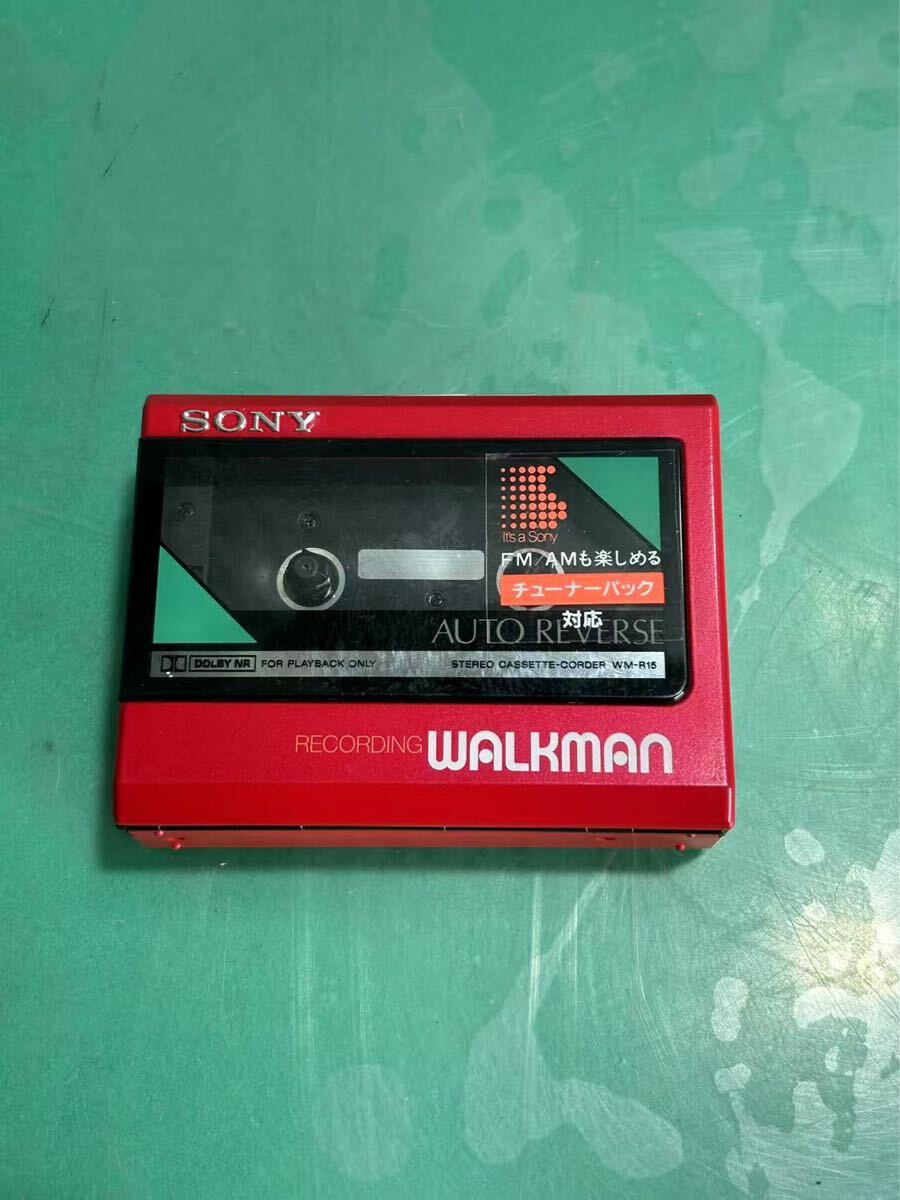 SONY
It's a Sony
FM/AMも楽しめる
チューナーパック
対応
AUTO REVERSE
DOLBY NR FOR PLAYBACK ONLY STEREO CASSETTE-CORDER WM-R15
RECORDING WALKMAN